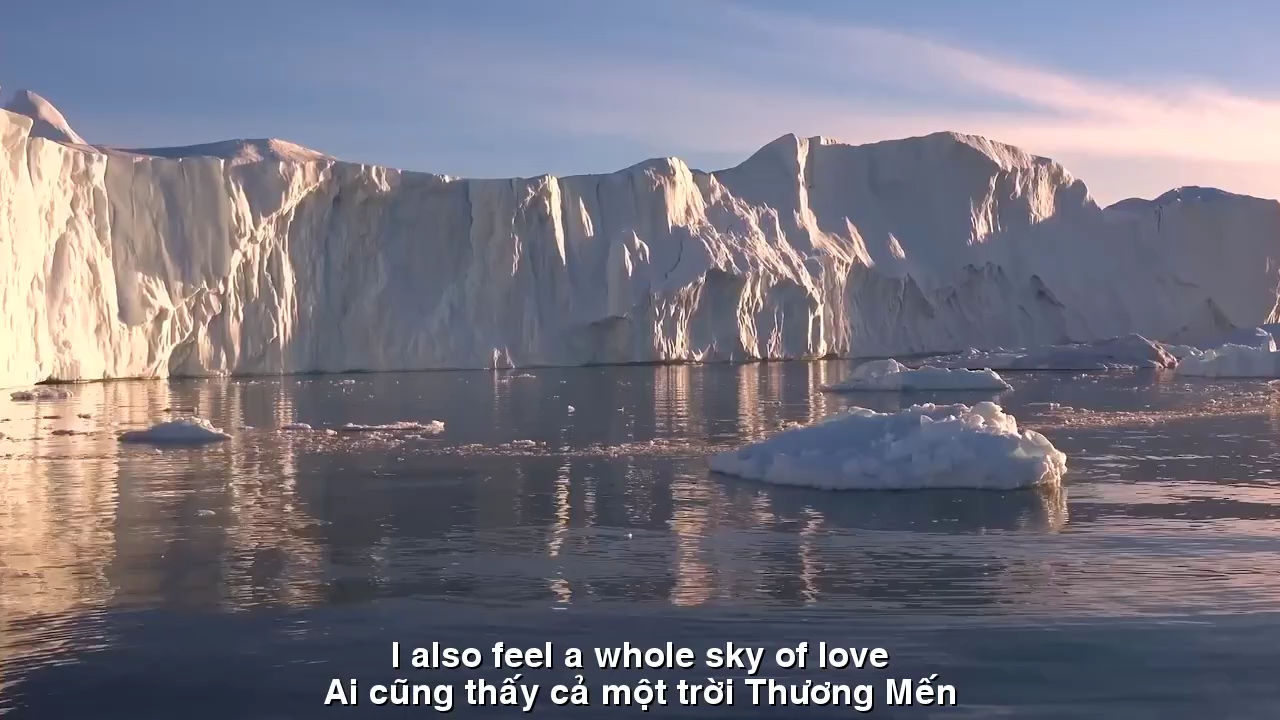 I also feel a whole sky of love
Ai cũng thấy cả một trời Thương Mến